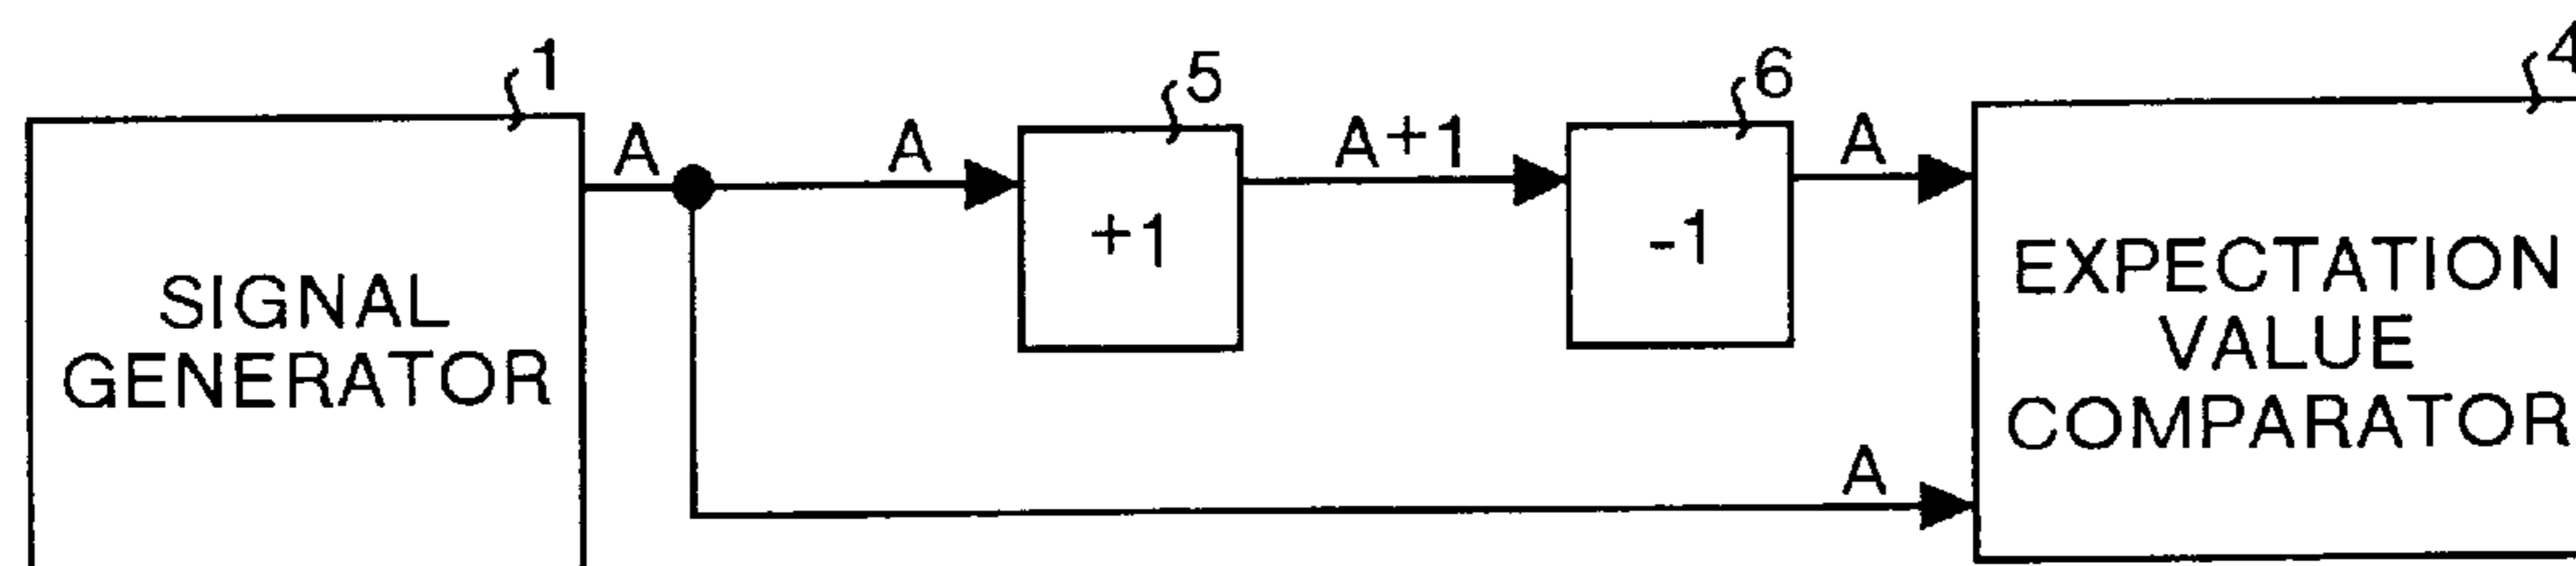 1
5
6
4
A
A
A+1
A
+1
-1
SIGNAL
GENERATOR
EXPECTATION
VALUE
COMPARATOR
A